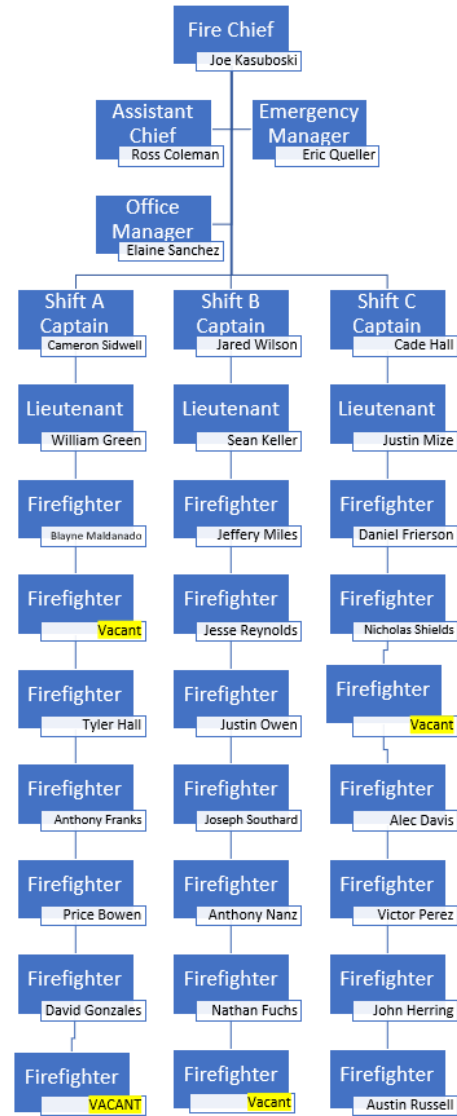 Fire Chief
Joe Kasuboski
Assistant
Chief
Ross Coleman
Emergency
Manager
Eric Queller
Office
Manager
Elaine Sanchez
Shift A
Captain
Cameron Sidwell
Shift B
Captain
Jared Wilson
Shift C
Captain
Cade Hall
Lieutenant
William Green
Lieutenant
Sean Keller
Lieutenant
Justin Mize
Firefighter
Blayne Maldanado
Firefighter
Jeffery Miles
Firefighter
Daniel Frierson
Firefighter
Vacant
Firefighter
Jesse Reynolds
Firefighter
Nicholas Shields
Firefighter
Tyler Hall
Firefighter
Justin Owen
Firefighter
Vacant
Firefighter
Anthony Franks
Firefighter
Joseph Southard
Firefighter
Alec Davis
Firefighter
Price Bowen
Firefighter
Anthony Nanz
Firefighter
Victor Perez
Firefighter
David Gonzales
Firefighter
Nathan Fuchs
Firefighter
John Herring
Firefighter
VACANT
Firefighter
Vacant
Firefighter
Austin Russell